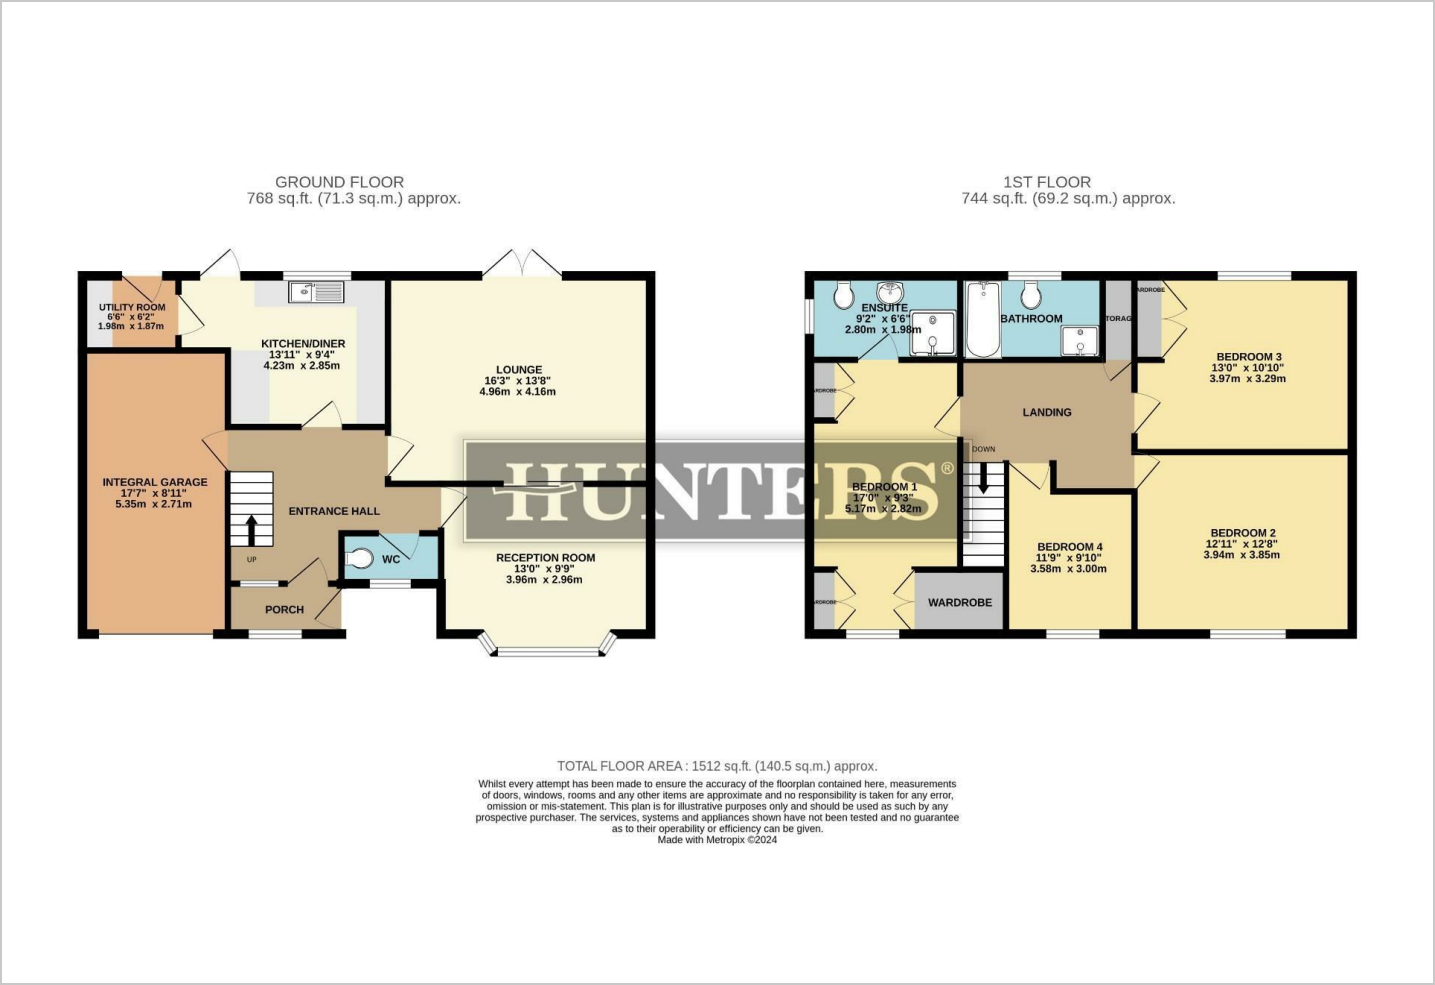 GROUND FLOOR
768 sq.ft. (71.3 sq.m.) approx.
1ST FLOOR
744 sq.ft. (69.2 sq.m.) approx.
UTILITY ROOM
6'6" x 6'2"
1.98m x 1.87m
KITCHEN/DINER
13'11" x 9'4"
4.23m x 2.85m
LOUNGE
16'3" x 13'8"
4.96m x 4.16m
INTEGRAL GARAGE
17'7" x 8'11"
5.35m x 2.71m
ENTRANCE HALL
UP
WC
PORCH
RECEPTION ROOM
13'0" x 9'9"
3.96m x 2.96m
HUNTERS®
ENSUITE
9'2" x 6'6"
2.80m x 1.98m
BATHROOM
TORAG
ARDROBE
BEDROOM 3
13'0" x 10'10"
3.97m x 3.29m
ARDROBE
LANDING
DOWN
BEDROOM 1
17'0" x 9'3"
5.17m x 2.82m
BEDROOM 4
11'9" x 9'10"
3.58m x 3.00m
BEDROOM 2
12'11" x 12'8"
3.94m x 3.85m
ARDROBE
WARDROBE
TOTAL FLOOR AREA : 1512 sq.ft. (140.5 sq.m.) approx.
Whilst every attempt has been made to ensure the accuracy of the floorplan contained here, measurements
of doors, windows, rooms and any other items are approximate and no responsibility is taken for any error,
omission or mis-statement. This plan is for illustrative purposes only and should be used as such by any
prospective purchaser. The services, systems and appliances shown have not been tested and no guarantee
as to their operability or efficiency can be given.
Made with Metropix ©2024